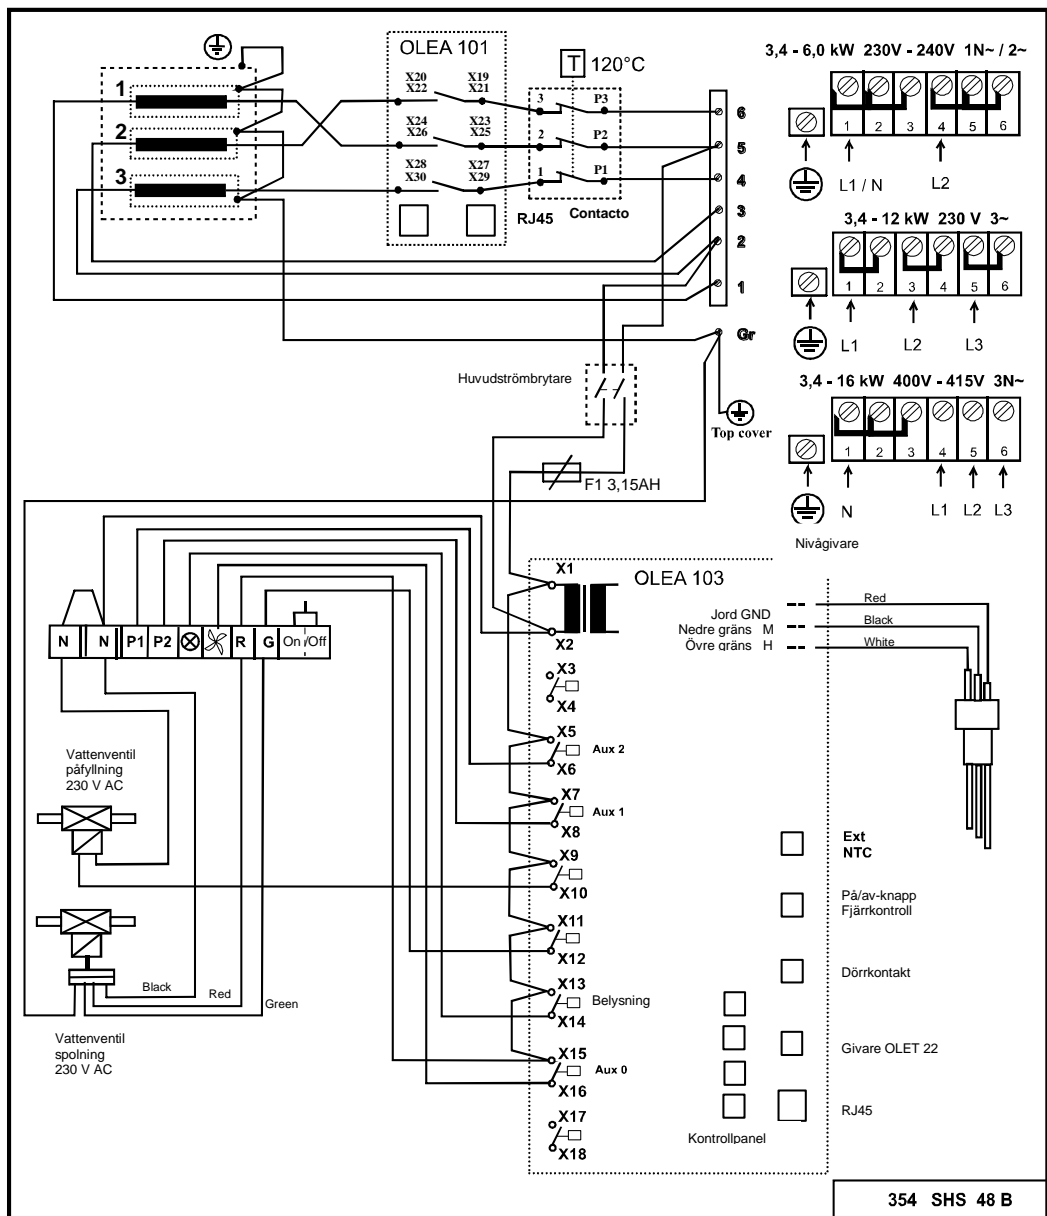 OLEA 101
T 120°C
3,4 - 6,0 kW 230V - 240V 1N~ / 2~
1 2 3 4 5 6
L1 / N L2
1
2
3
X20 X19
X22 X21
X24 X23
X26 X25
X28 X27
X30 X29
3 P3
2 P2
1 P1
RJ45
Contacto
6
5
4
3
2
1
Gr
3,4 - 12 kW 230 V 3~
1 2 3 4 5 6
L1 L2 L3
Huvudströmbrytare
Top cover
3,4 - 16 kW 400V - 415V 3N~
1 2 3 4 5 6
N L1 L2 L3
F1 3,15AH
Nivågivare
OLEA 103
X1
X2
Jord GND
Nedre gräns M
Övre gräns H
Red
Black
White
N N P1 P2 R G On /Off
X3
X4
X5
Aux 2
X6
X7
Aux 1
X8
X9
X10
X11
X12
X13
Belysning
X14
X15
Aux 0
X16
X17
X18
Vattenventil
påfyllning
230 V AC
Black
Red
Green
Vattenventil
spolning
230 V AC
Ext
NTC
På/av-knapp
Fjärrkontroll
Dörrkontakt
Givare OLET 22
RJ45
Kontrollpanel
354 SHS 48 B